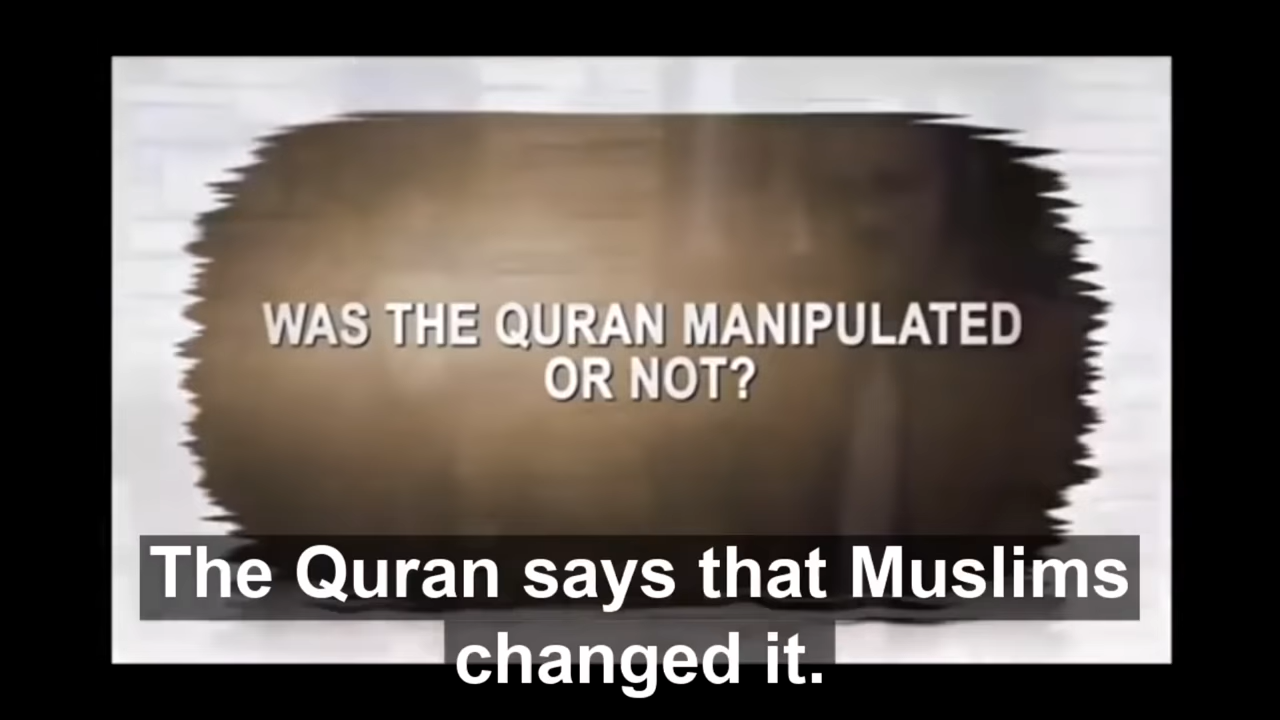 WAS THE QURAN MANIPULATED
OR NOT?
The Quran says that Muslims
changed it.